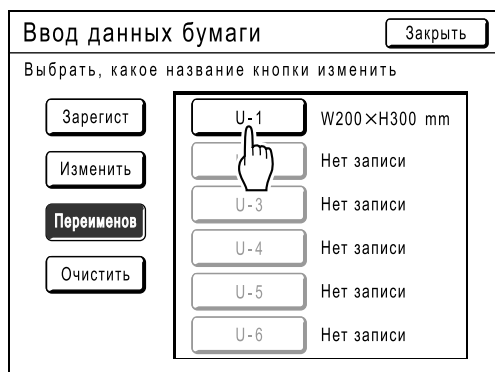 Ввод данных бумаги
Закрыть
Выбрать, какое название кнопки изменить
Зарегист
Изменить
Переименов
Очистить
U-1 W200×H300 mm
Нет записи
U-3 Нет записи
U-4 Нет записи
U-5 Нет записи
U-6 Нет записи